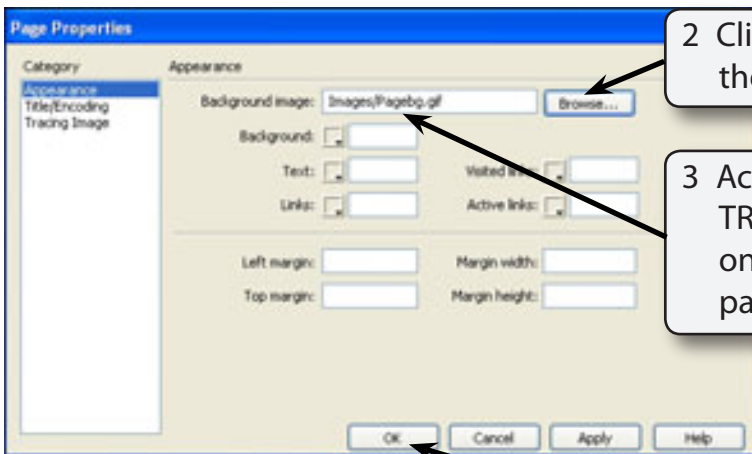 Page Properties
Category
Appearance
Title/Encoding
Tracing Image
Appearance
Background image: Images/Pagebg.gif Browse...
Background:
Text: Visited links:
Links: Active links:
Left margin: Margin width:
Top margin: Margin height:
OK Cancel Apply Help
2 Cli
the
3 Ac
TR
on
pa